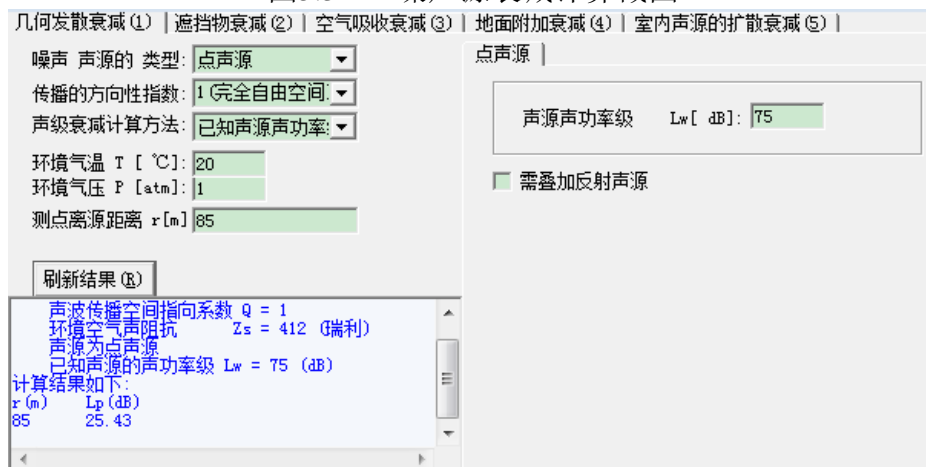 几何发散衰减(1) | 遮挡物衰减(2) | 空气吸收衰减(3) | 地面附加衰减(4) | 室内声源的扩散衰减(5) |
噪声 声源的 类型: 点声源
传播的方向性指数: 1(完全自由空间.
声级衰减计算方法: 已知声源声功率:
环境气温 T [ ℃]: 20
环境气压 P [atm]: 1
测点离源距离 r[m] 85
刷新结果(R)
点声源 |
声源声功率级 Lw[ dB]: 75
需叠加反射声源
声波传播空间指向系数 Q = 1
环境空气声阻抗 Zs = 412 (瑞利)
声源为点声源
已知声源的声功率级 Lw = 75 (dB)
计算结果如下:
r(m) Lp(dB)
85 25.43